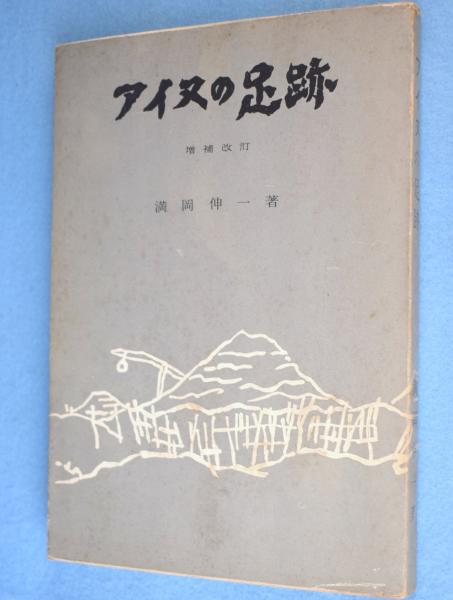 アイヌの足跡
増補改訂
満岡伸一著